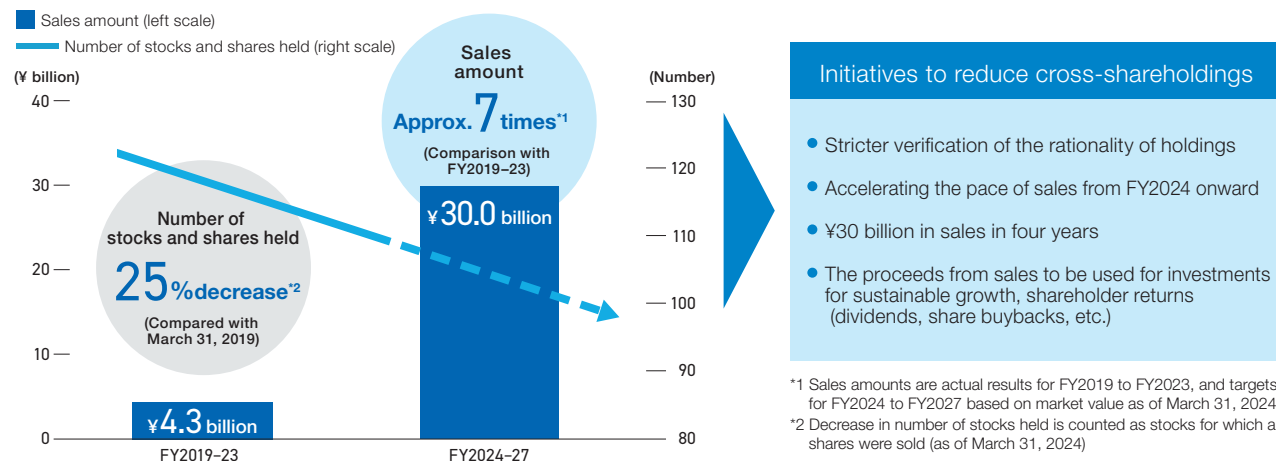 Sales amount (left scale)
Number of stocks and shares held (right scale)
(¥ billion)
40
30
20
10
0
Number of
stocks and shares held
25%decrease*2
(Compared with
March 31, 2019)
¥4.3 billion
FY2019–23
Sales
amount
Approx. 7 times*1
(Comparison with
FY2019–23)
¥30.0 billion
FY2024–27
(Number)
130
120
110
100
90
80
Initiatives to reduce cross-shareholdings
● Stricter verification of the rationality of holdings
● Accelerating the pace of sales from FY2024 onward
● ¥30 billion in sales in four years
● The proceeds from sales to be used for investments
for sustainable growth, shareholder returns
(dividends, share buybacks, etc.)
*1 Sales amounts are actual results for FY2019 to FY2023, and targets
for FY2024 to FY2027 based on market value as of March 31, 2024
*2 Decrease in number of stocks held is counted as stocks for which a
shares were sold (as of March 31, 2024)